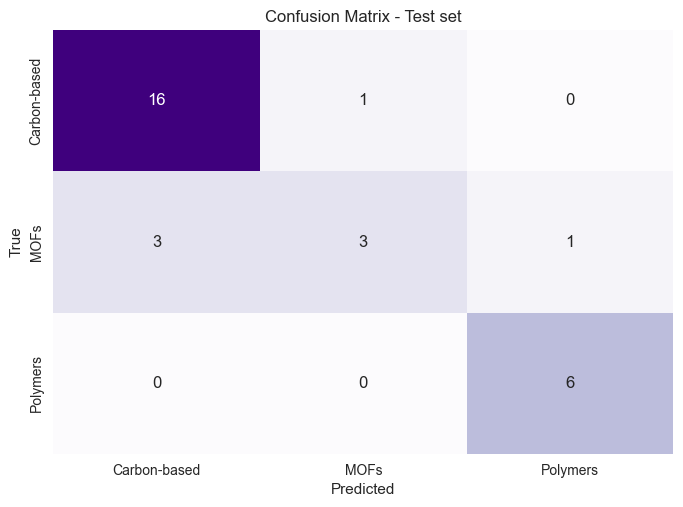 Confusion Matrix - Test set
True
Carbon-based
16
1
0
MOFs
3
3
1
Polymers
0
0
6
Carbon-based
MOFs
Polymers
Predicted